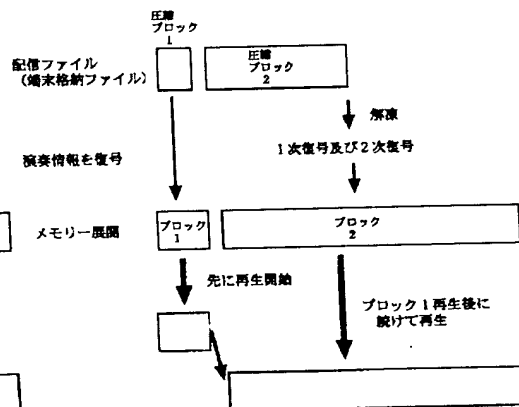 圧縮
ブロック
1
配信ファイル
(端末格納ファイル)
圧縮
ブロック
2
解凍
演奏情報を復号
1次復号及び2次復号
メモリー展開
ブロック
1
ブロック
2
先に再生開始
ブロック1再生後に
続けて再生